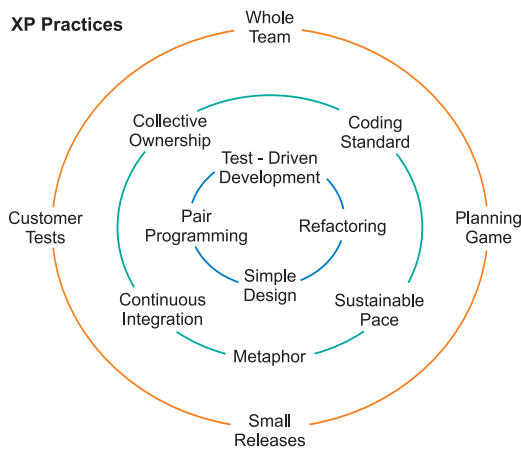 XP Practices
Whole
Team
Collective
Ownership
Coding
Standard
Test - Driven
Development
Customer
Tests
Pair
Programming
Refactoring
Planning
Game
Simple
Design
Continuous
Integration
Sustainable
Pace
Metaphor
Small
Releases